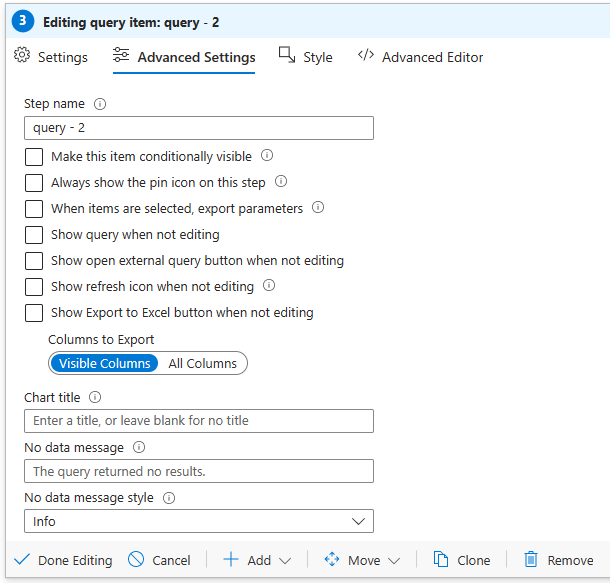 3 Editing query item: query - 2
Settings Advanced Settings Style Advanced Editor
Step name
query - 2
Make this item conditionally visible
Always show the pin icon on this step
When items are selected, export parameters
Show query when not editing
Show open external query button when not editing
Show refresh icon when not editing
Show Export to Excel button when not editing
Columns to Export
Visible Columns All Columns
Chart title
Enter a title, or leave blank for no title
No data message
The query returned no results.
No data message style
Info
Done Editing Cancel Add Move Clone Remove